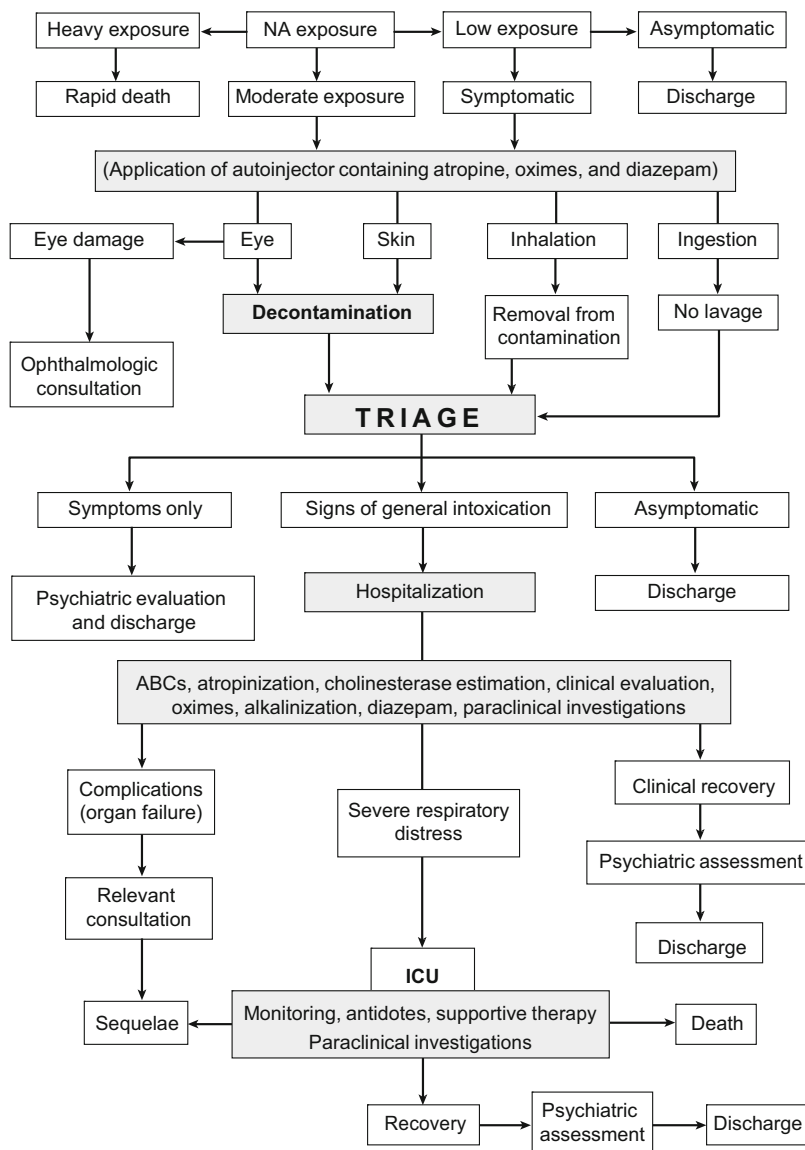 Heavy exposure
NA exposure
Low exposure
Asymptomatic
Rapid death
Moderate exposure
Symptomatic
Discharge
(Application of autoinjector containing atropine, oximes, and diazepam)
Eye damage
Eye
Skin
Inhalation
Ingestion
Decontamination
Removal from
contamination
No lavage
Ophthalmologic
consultation
TRIAGE
Symptoms only
Signs of general intoxication
Asymptomatic
Psychiatric evaluation
and discharge
Hospitalization
Discharge
ABCs, atropinization, cholinesterase estimation, clinical evaluation,
oximes, alkalinization, diazepam, paraclinical investigations
Complications
(organ failure)
Severe respiratory
distress
Clinical recovery
Relevant
consultation
Psychiatric assessment
Discharge
ICU
Sequelae
Monitoring, antidotes, supportive therapy
Paraclinical investigations
Death
Recovery
Psychiatric
assessment
Discharge